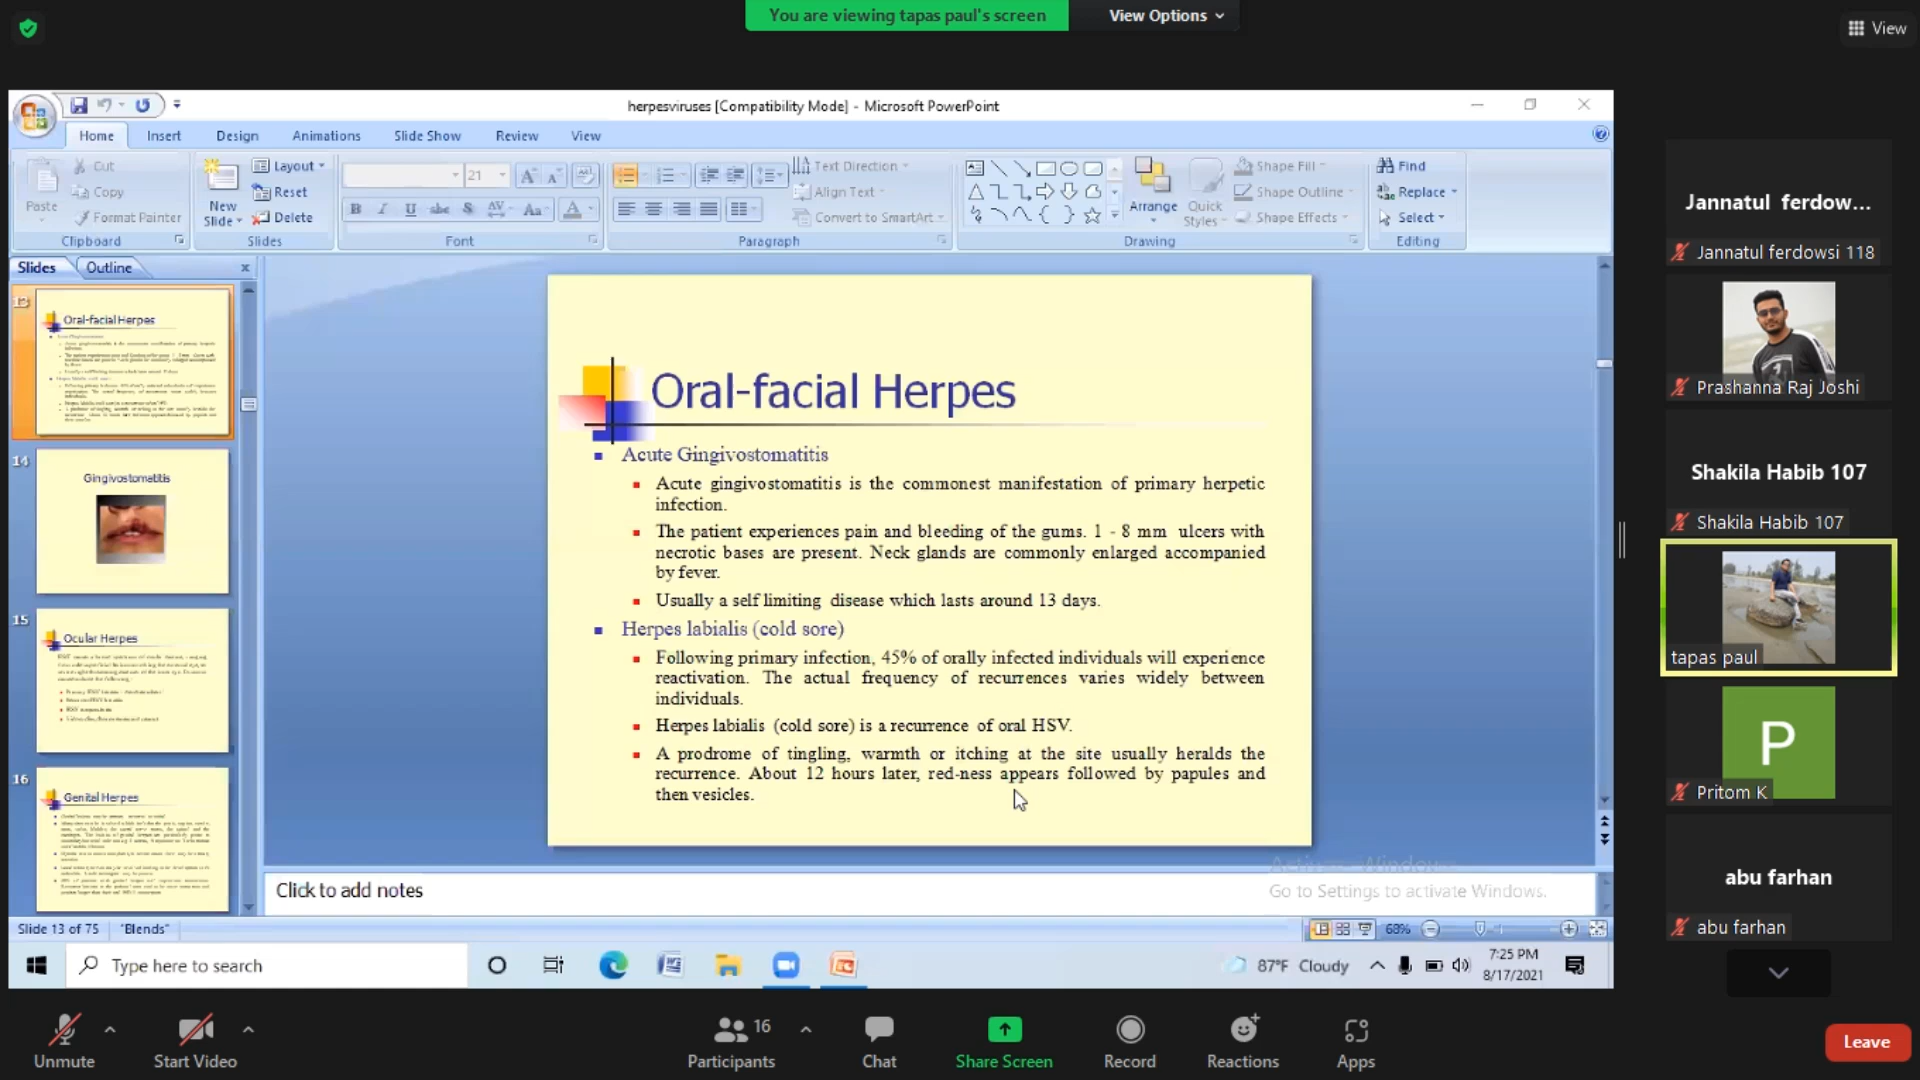 You are viewing tapas paul's screen
View Options
View
herpesviruses [Compatibility Mode] - Microsoft PowerPoint
Home Insert Design Animations Slide Show Review View
Paste
Cut
Copy
Format Painter
Clipboard
New
Slide
Layout
Reset
Delete
Slides
21
Font
Text Direction
Align Text
Convert to SmartArt
Paragraph
Arrange
Quick
Styles
Shape Fill
Shape Outline
Shape Effects
Drawing
Find
Replace
Select
Editing
Slides Outline
13
Oral-facial Herpes
14
Gingivostomatitis
15
Ocular Herpes
16
Genital Herpes
Oral-facial Herpes
Acute Gingivostomatitis
Acute gingivostomatitis is the commonest manifestation of primary herpetic
infection.
The patient experiences pain and bleeding of the gums. 1 - 8 mm ulcers with
necrotic bases are present. Neck glands are commonly enlarged accompanied
by fever.
Usually a self limiting disease which lasts around 13 days.
Herpes labialis (cold sore)
Following primary infection, 45% of orally infected individuals will experience
reactivation. The actual frequency of recurrences varies widely between
individuals.
Herpes labialis (cold sore) is a recurrence of oral HSV.
A prodrome of tingling, warmth or itching at the site usually heralds the
recurrence. About 12 hours later, red-ness appears followed by papules and
then vesicles.
Click to add notes
Activate Windows
Go to Settings to activate Windows.
Slide 13 of 75
"Blends"
68%
Type here to search
87°F Cloudy
7:25 PM
8/17/2021
Jannatul ferdow...
Jannatul ferdowsi 118
Prashanna Raj Joshi
Shakila Habib 107
Shakila Habib 107
tapas paul
P
Pritom K
abu farhan
abu farhan
Unmute
Start Video
16
Participants
Chat
Share Screen
Record
Reactions
Apps
Leave